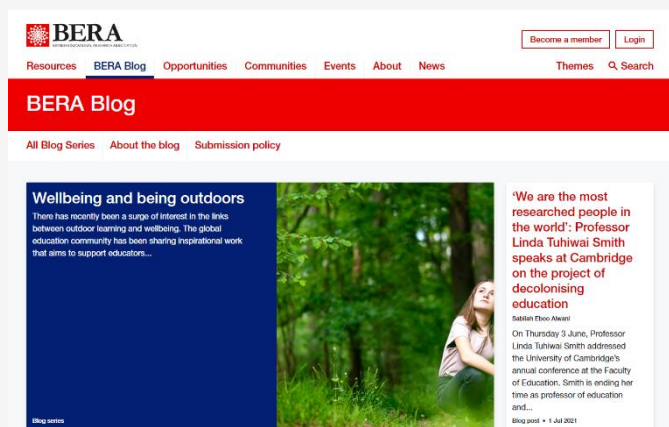 BERA
BRITISH EDUCATIONAL RESEARCH ASSOCIATION
Become a member
Login
Resources
BERA Blog
Opportunities
Communities
Events
About
News
Themes
Search
BERA Blog
All Blog Series
About the blog
Submission policy
Wellbeing and being outdoors
There has recently been a surge of interest in the links
between outdoor learning and wellbeing. The global
education community has been sharing inspirational work
that aims to support educators...
Blog series
‘We are the most
researched people in
the world’: Professor
Linda Tuhiwai Smith
speaks at Cambridge
on the project of
decolonising
education
Sabilah Eboo Alwani
On Thursday 3 June, Professor
Linda Tuhiwai Smith addressed
the University of Cambridge’s
annual conference at the Faculty
of Education. Smith is ending her
time as professor of education
and...
Blog post • 1 Jul 2021